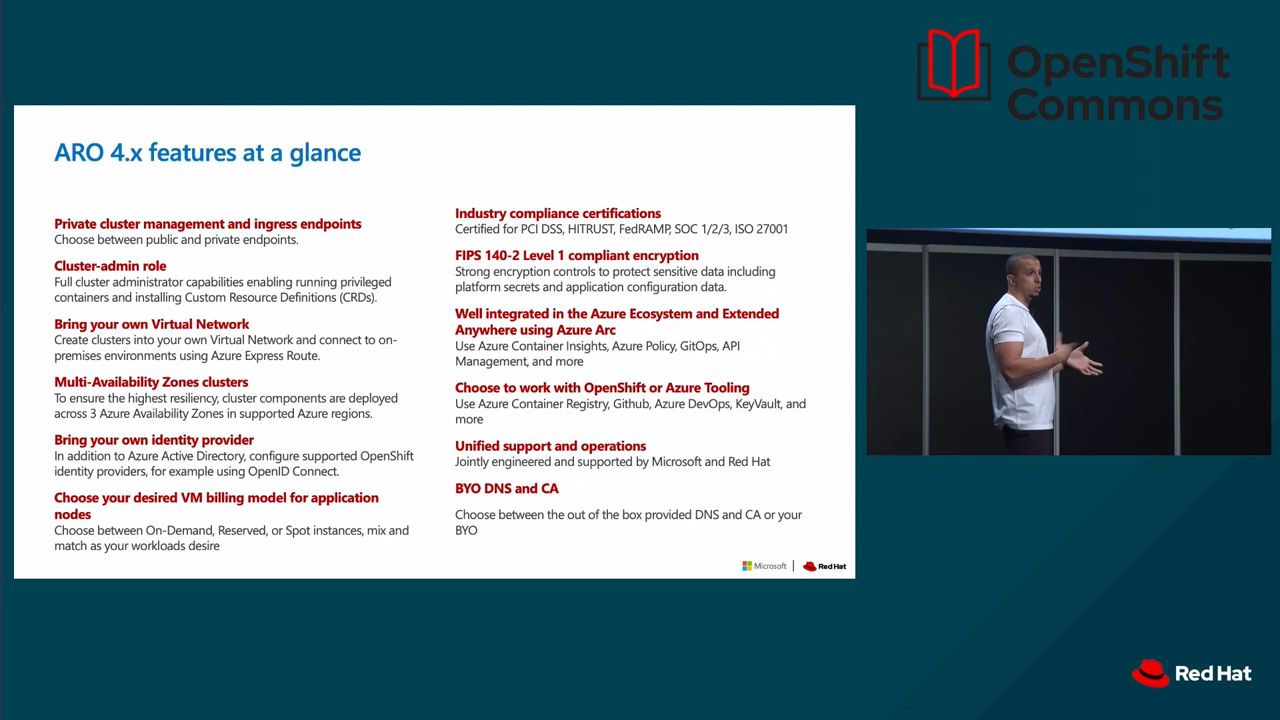 OpenShift
Commons
ARO 4.x features at a glance
Private cluster management and ingress endpoints
Choose between public and private endpoints.
Cluster-admin role
Full cluster administrator capabilities enabling running privileged
containers and installing Custom Resource Definitions (CRDs).
Bring your own Virtual Network
Create clusters into your own Virtual Network and connect to on-
premises environments using Azure Express Route.
Multi-Availability Zones clusters
To ensure the highest resiliency, cluster components are deployed
across 3 Azure Availability Zones in supported Azure regions.
Bring your own identity provider
In addition to Azure Active Directory, configure supported OpenShift
identity providers, for example using OpenID Connect.
Choose your desired VM billing model for application
nodes
Choose between On-Demand, Reserved, or Spot instances, mix and
match as your workloads desire
Industry compliance certifications
Certified for PCI DSS, HITRUST, FedRAMP, SOC 1/2/3, ISO 27001
FIPS 140-2 Level 1 compliant encryption
Strong encryption controls to protect sensitive data including
platform secrets and application configuration data.
Well integrated in the Azure Ecosystem and Extended
Anywhere using Azure Arc
Use Azure Container Insights, Azure Policy, GitOps, API
Management, and more
Choose to work with OpenShift or Azure Tooling
Use Azure Container Registry, Github, Azure DevOps, KeyVault, and
more
Unified support and operations
Jointly engineered and supported by Microsoft and Red Hat
BYO DNS and CA
Choose between the out of the box provided DNS and CA or your
BYO
Microsoft | Red Hat
Red Hat